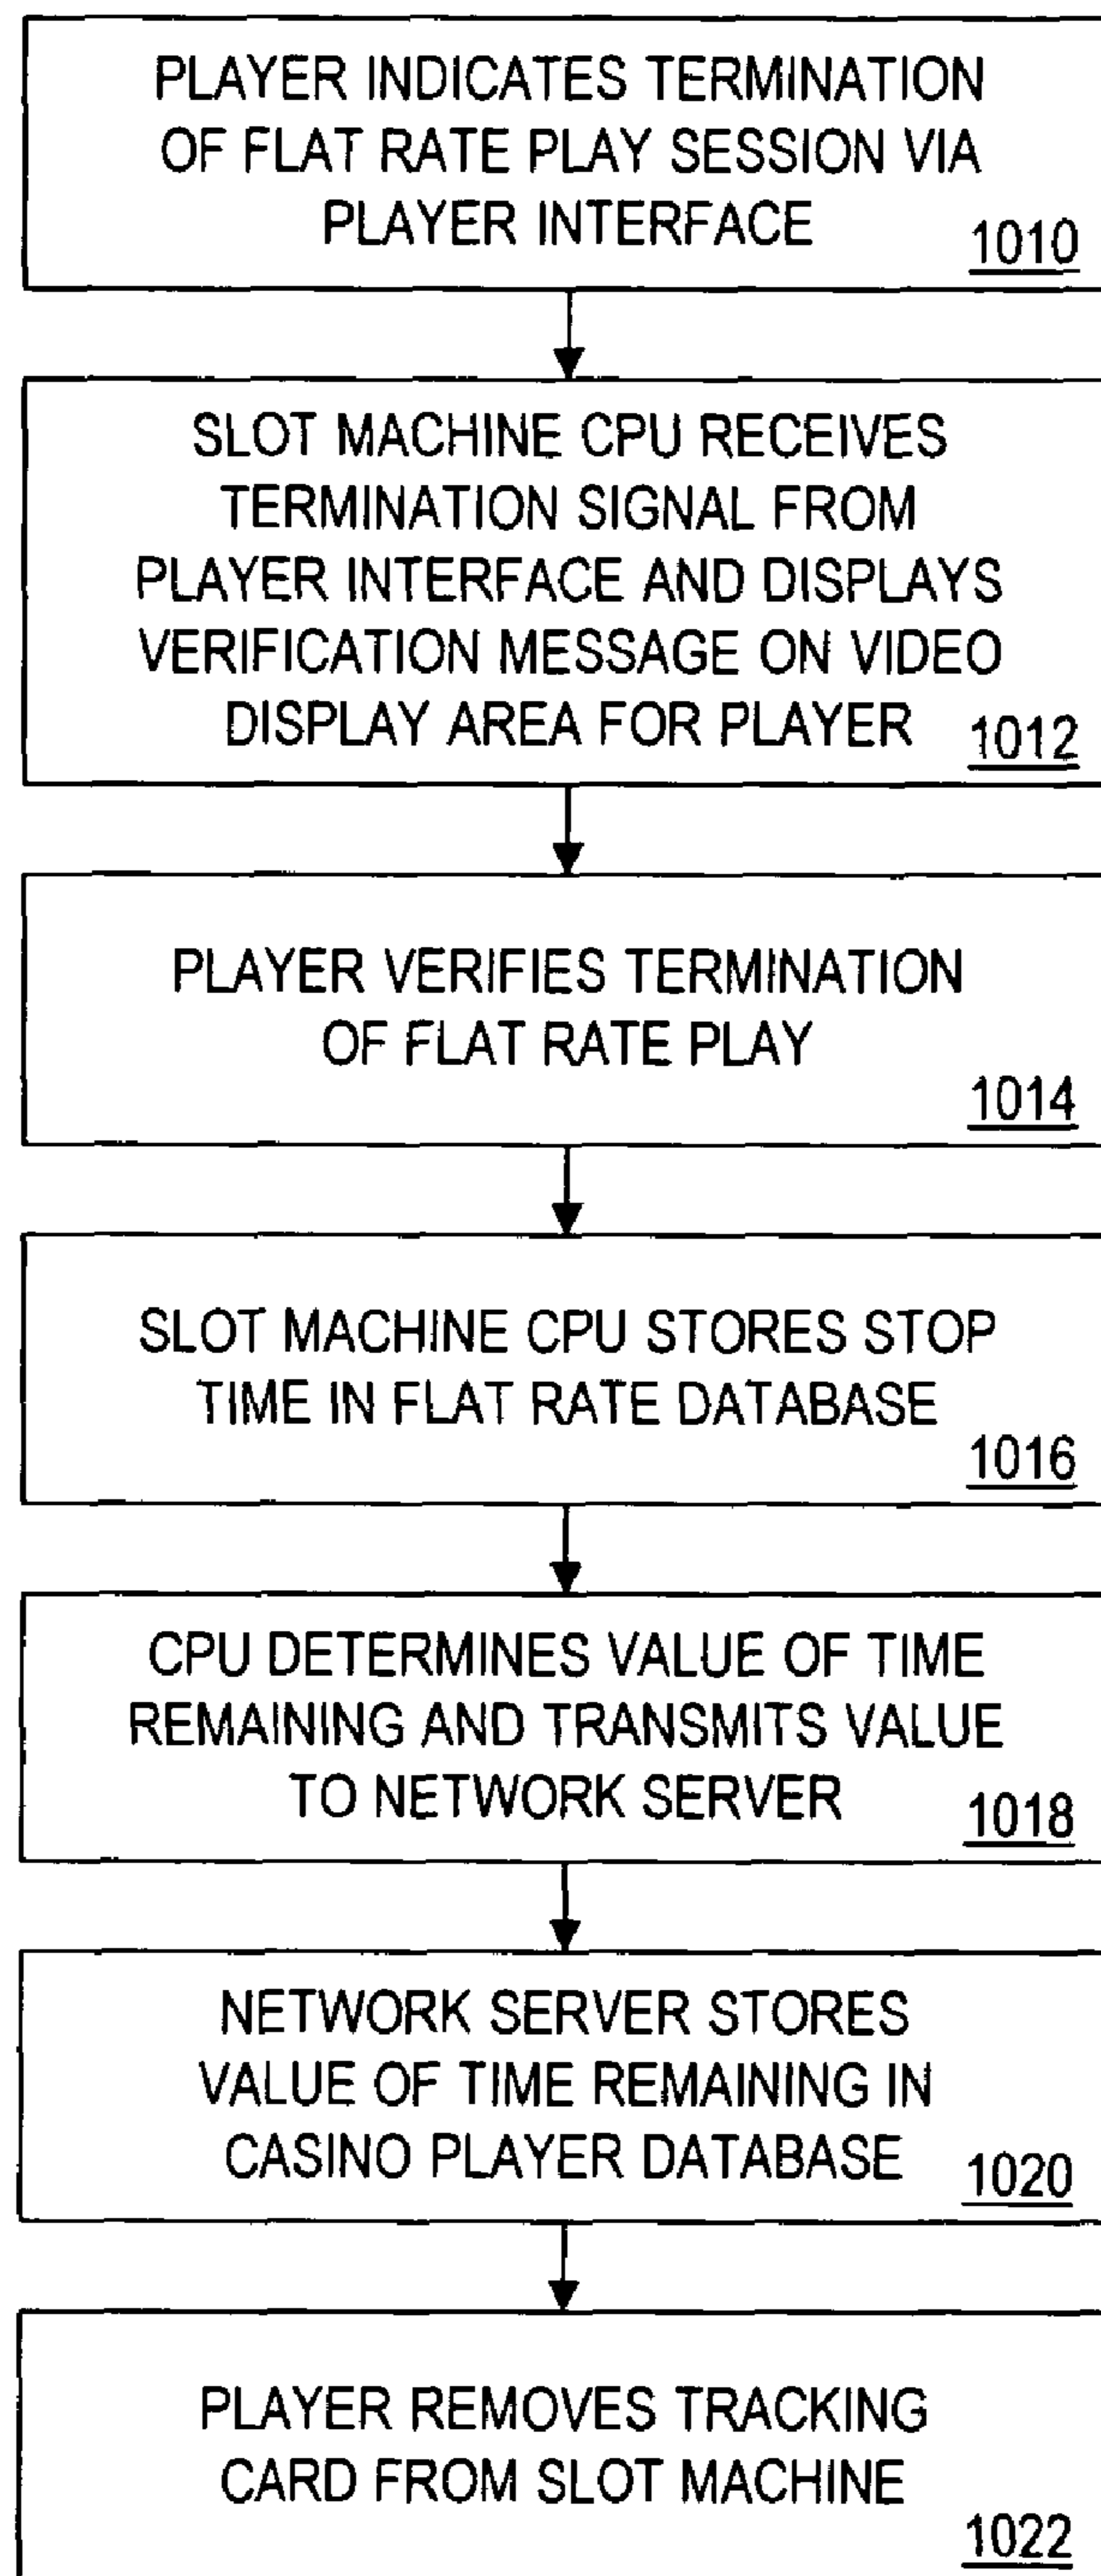 PLAYER INDICATES TERMINATION
OF FLAT RATE PLAY SESSION VIA
PLAYER INTERFACE
1010
SLOT MACHINE CPU RECEIVES
TERMINATION SIGNAL FROM
PLAYER INTERFACE AND DISPLAYS
VERIFICATION MESSAGE ON VIDEO
DISPLAY AREA FOR PLAYER
1012
PLAYER VERIFIES TERMINATION
OF FLAT RATE PLAY
1014
SLOT MACHINE CPU STORES STOP
TIME IN FLAT RATE DATABASE
1016
CPU DETERMINES VALUE OF TIME
REMAINING AND TRANSMITS VALUE
TO NETWORK SERVER
1018
NETWORK SERVER STORES
VALUE OF TIME REMAINING IN
CASINO PLAYER DATABASE
1020
PLAYER REMOVES TRACKING
CARD FROM SLOT MACHINE
1022